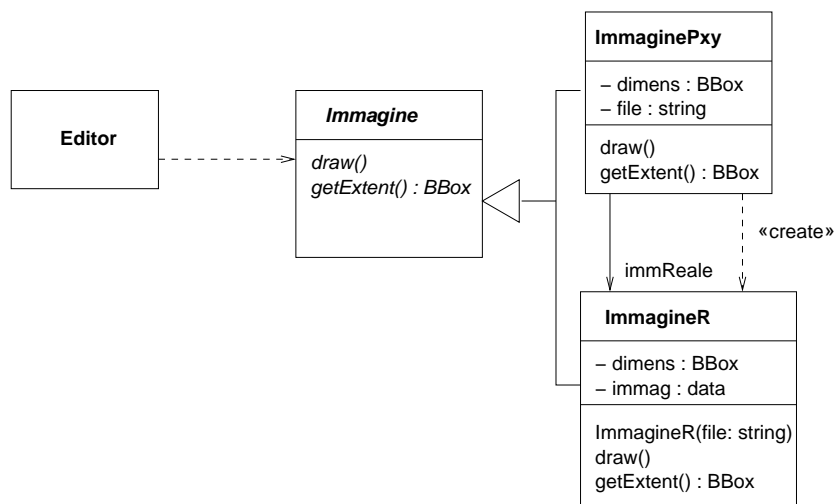 Editor
Immagine
draw()
getExtent() : BBox
ImmaginePxy
– dimens : BBox
– file : string
draw()
getExtent() : BBox
immReale
«create»
ImmagineR
– dimens : BBox
– immag : data
ImmagineR(file: string)
draw()
getExtent() : BBox